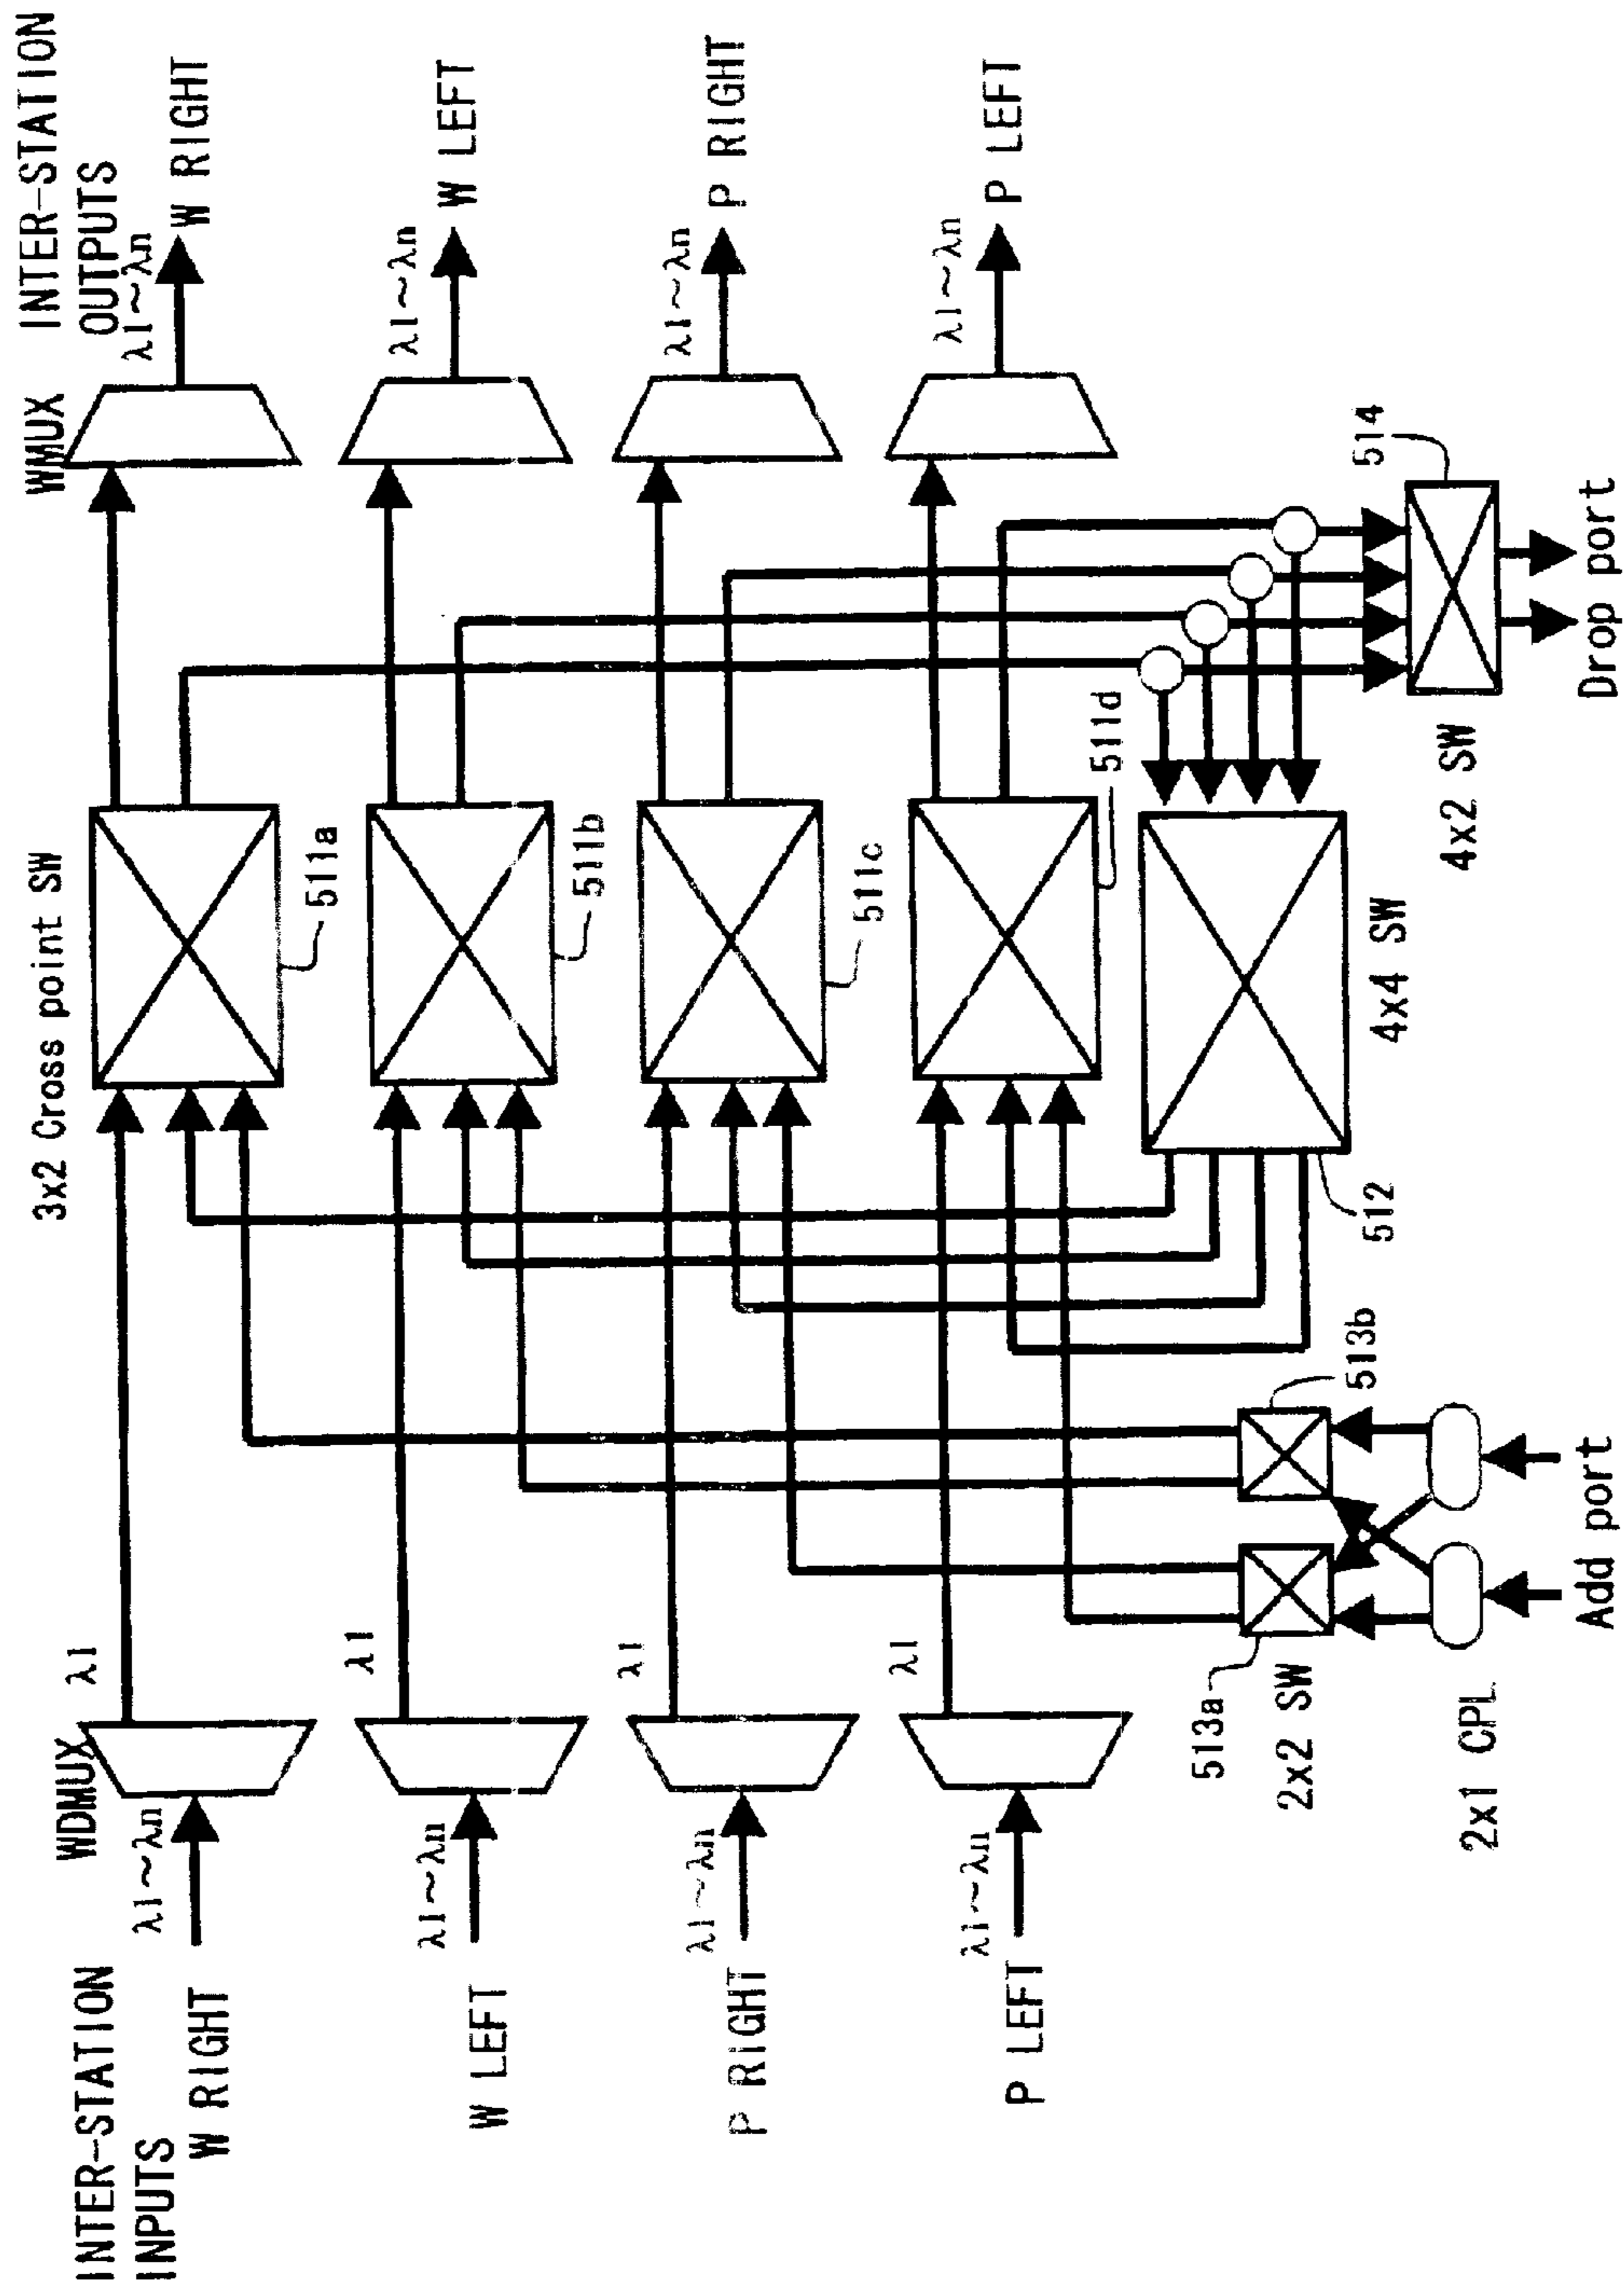 INTER-STATION
INPUTS
W RIGHT
λ1~λn
WDMUX
λ1
3x2 Cross point SW
511a
WMUX
INTER-STATION
OUTPUTS
λ1~λn
W RIGHT
W LEFT
λ1~λn
λ1
511b
λ1~λn
W LEFT
P RIGHT
λ1~λn
λ1
511c
λ1~λn
P RIGHT
P LEFT
λ1~λn
λ1
511d
λ1~λn
P LEFT
513a
2x2 SW
513b
512
4x4 SW
514
4x2 SW
2x1 CPL
Add port
Drop port